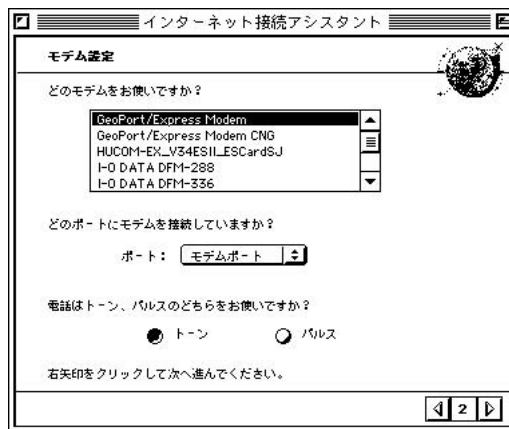 インターネット接続アシスタント
モデム設定
どのモデムをお使いですか？
GeoPort/Express Modem
GeoPort/Express Modem CNG
HUCOM-EX_V34ESII_ESCardSJ
I-O DATA DFM-288
I-O DATA DFM-336
どのポートにモデムを接続していますか？
ポート： モデムポート
電話はトーン、パルスのどちらをお使いですか？
トーン パルス
右矢印をクリックして次へ進んでください。
2